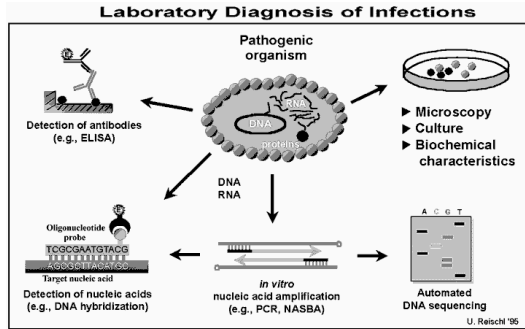 Laboratory Diagnosis of Infections
Pathogenic
organism
E
RNA
DNA
proteins
Detection of antibodies
(e.g., ELISA)
► Microscopy
► Culture
► Biochemical
characteristics
DNA
RNA
Oligonucleotide
probe
E
TCGCGAATGTACG
AGCGCTTACATGC
Target nucleic acid
Detection of nucleic acids
(e.g., DNA hybridization)
in vitro
nucleic acid amplification
(e.g., PCR, NASBA)
A C G T
Automated
DNA sequencing
U. Reischl '95